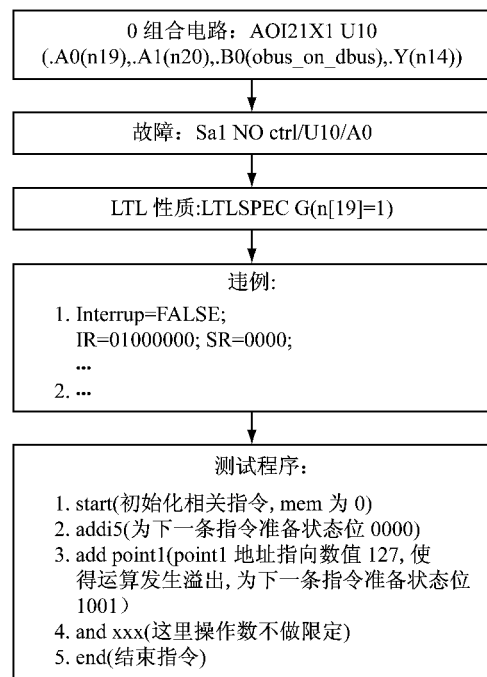 0 组合电路：AOI21X1 U10
(.A0(n19),.A1(n20),.B0(obus_on_dbus),.Y(n14))
故障：Sa1 NO ctrl/U10/A0
LTL 性质:LTLSPEC G(n[19]=1)
违例:
1. Interrup=FALSE;
IR=01000000; SR=0000;
...
2. ...
测试程序：
1. start(初始化相关指令, mem 为 0)
2. addi5(为下一条指令准备状态位 0000)
3. add point1(point1 地址指向数值 127, 使
得运算发生溢出, 为下一条指令准备状态位
1001）
4. and xxx(这里操作数不做限定)
5. end(结束指令)